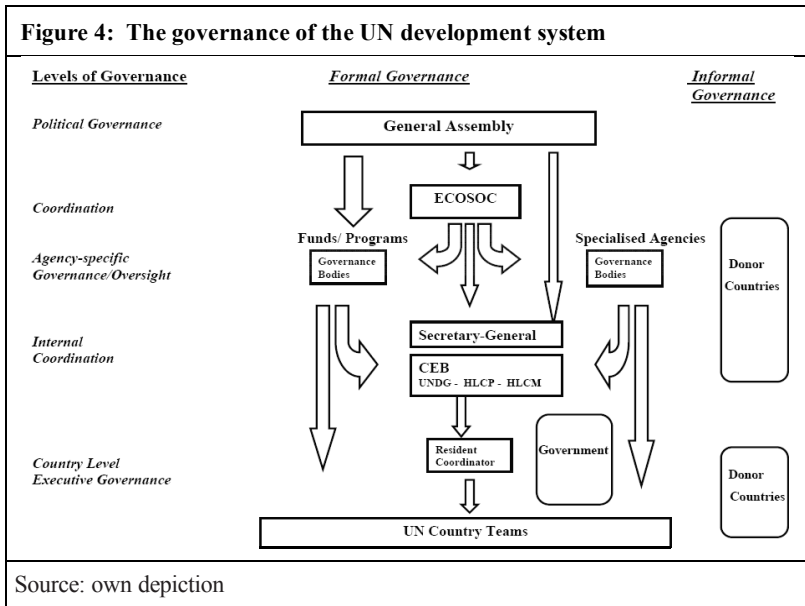 Figure 4: The governance of the UN development system
Levels of Governance
Formal Governance
Informal
Governance
Political Governance
General Assembly
Coordination
ECOSOC
Funds/ Programs
Specialised Agencies
Agency-specific
Governance/Oversight
Governance
Bodies
Governance
Bodies
Donor
Countries
Internal
Coordination
Secretary-General
CEB
UNDG - HLCP - HLCM
Country Level
Executive Governance
Resident
Coordinator
Government
Donor
Countries
UN Country Teams
Source: own depiction